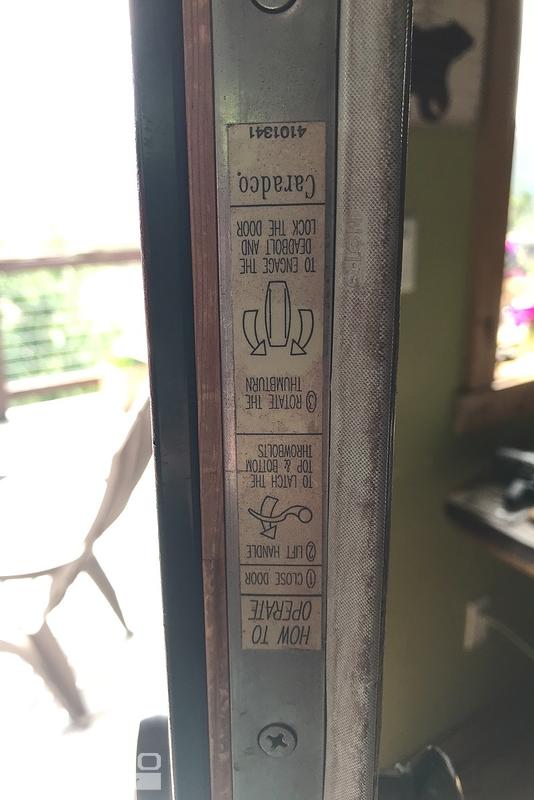 HOW TO
OPERATE
① CLOSE DOOR
② LIFT HANDLE
TO LATCH THE
TOP & BOTTOM
THROWBOLTS
③ ROTATE THE
THUMBTURN
TO ENGAGE THE
DEADBOLT AND
LOCK THE DOOR
Caradco
4101341